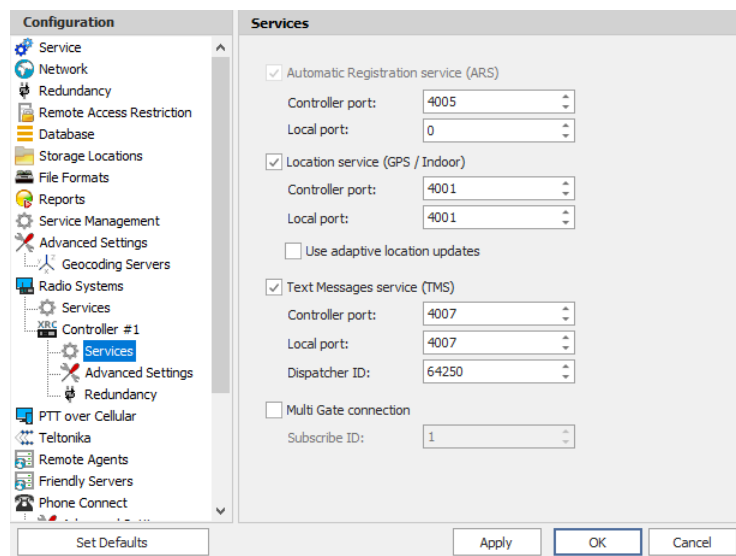 Configuration
Service
Network
Redundancy
Remote Access Restriction
Database
Storage Locations
File Formats
Reports
Service Management
Advanced Settings
Geocoding Servers
Radio Systems
Services
XRC Controller #1
Services
Advanced Settings
Redundancy
PTT over Cellular
Teltonika
Remote Agents
Friendly Servers
Phone Connect
Set Defaults
Services
Automatic Registration service (ARS)
Controller port: 4005
Local port: 0
Location service (GPS / Indoor)
Controller port: 4001
Local port: 4001
Use adaptive location updates
Text Messages service (TMS)
Controller port: 4007
Local port: 4007
Dispatcher ID: 64250
Multi Gate connection
Subscribe ID: 1
Apply OK Cancel